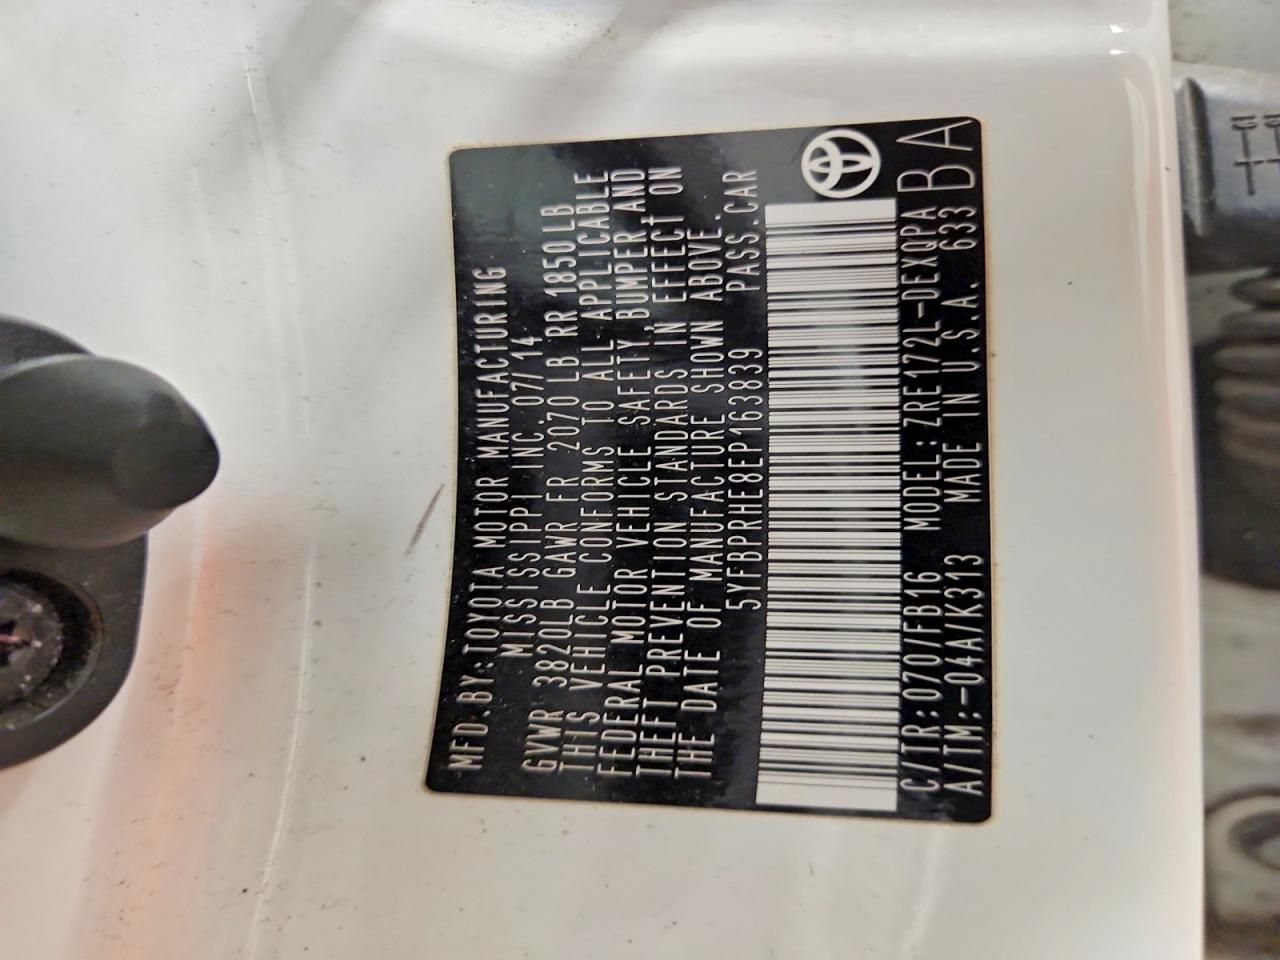 MFD.BY:TOYOTA MOTOR MANUFACTURING
MISSISSIPPI INC. 07/14
GVWR 3820LB GAWR FR 2070 LB RR 1850 LB
THIS VEHICLE CONFORMS TO ALL APPLICABLE
FEDERAL MOTOR VEHICLE SAFETY,BUMPER,AND
THEFT PREVENTION STANDARDS IN EFFECT ON
THE DATE OF MANUFACTURE SHOWN ABOVE.
5YFBPRHE8EP163839 PASS.CAR
C/TR:070/FB16 MODEL:ZRE172L-DEXQPA
A/TM:-04A/K313 MADE IN U.S.A. 633 BA